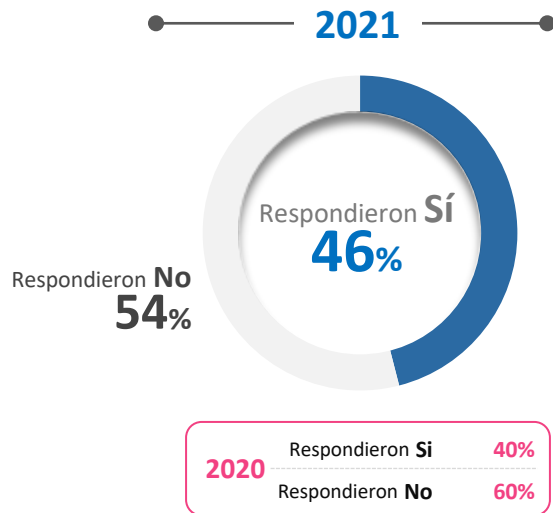 2021
Respondieron Sí
46%
Respondieron No
54%
2020
Respondieron Si 40%
Respondieron No 60%